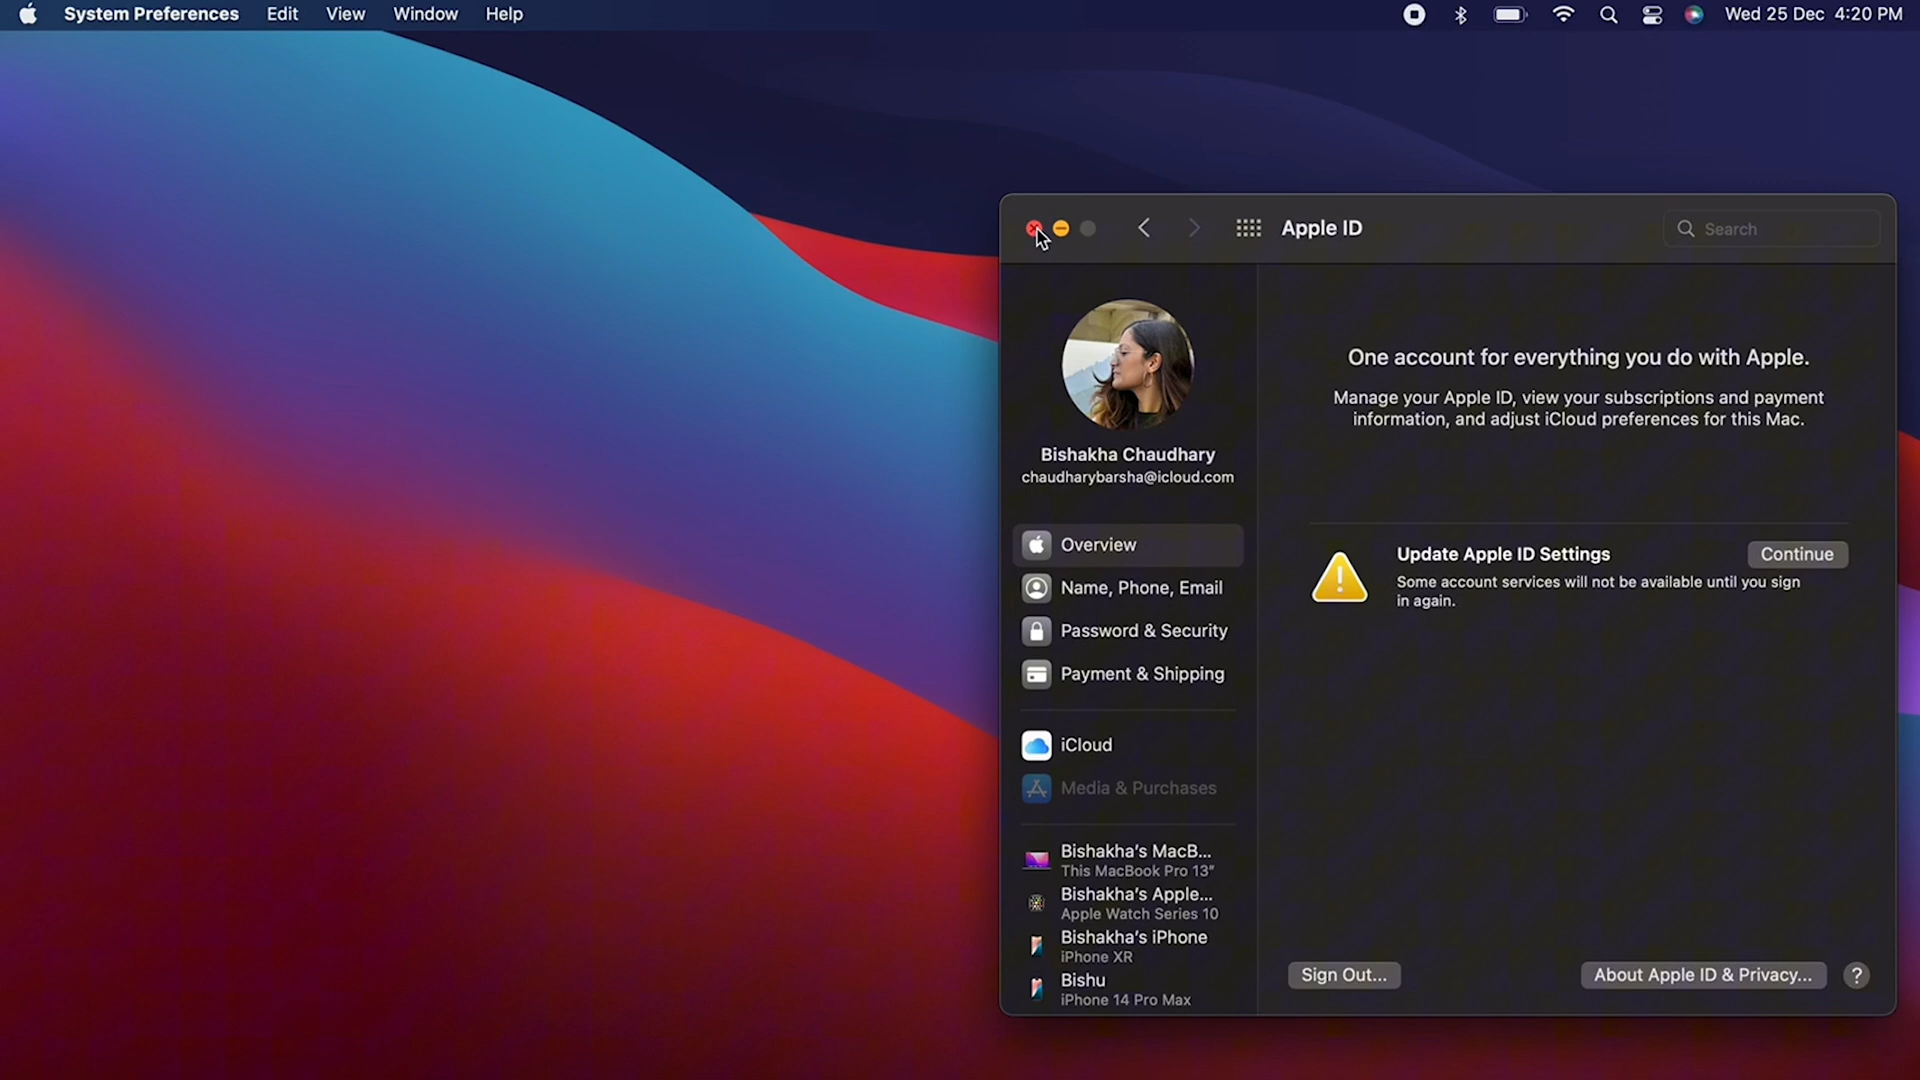 System Preferences Edit View Window Help Wed 25 Dec 4:20 PM
Apple ID
Search
Bishakha Chaudhary
chaudharybarsha@icloud.com
Overview
Name, Phone, Email
Password & Security
Payment & Shipping
iCloud
Media & Purchases
Bishakha's MacB...
This MacBook Pro 13"
Bishakha's Apple...
Apple Watch Series 10
Bishakha's iPhone
iPhone XR
Bishu
iPhone 14 Pro Max
One account for everything you do with Apple.
Manage your Apple ID, view your subscriptions and payment
information, and adjust iCloud preferences for this Mac.
Update Apple ID Settings
Continue
Some account services will not be available until you sign
in again.
Sign Out...
About Apple ID & Privacy...
?